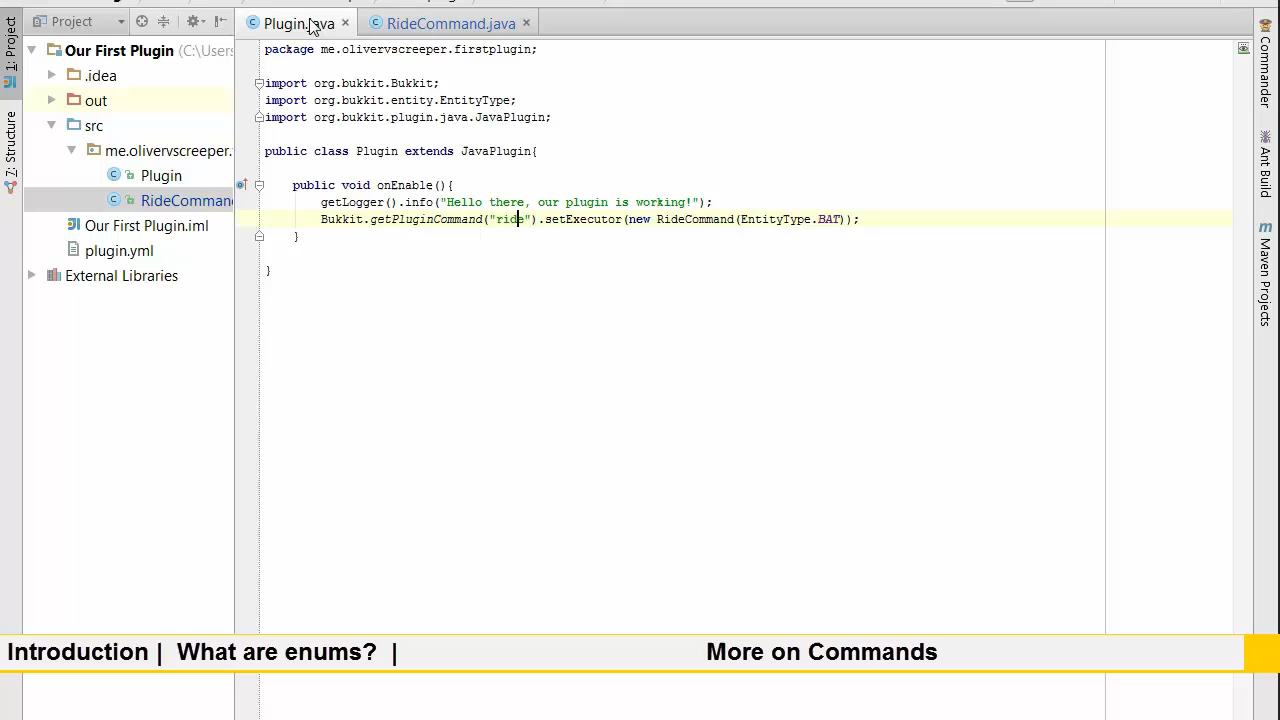 Project
Plugin.java
RideCommand.java
1: Project
Z: Structure
Our First Plugin (C:\Users
.idea
out
src
me.olivervscreeper.
Plugin
RideCommand
Our First Plugin.iml
plugin.yml
External Libraries
package me.olivervscreeper.firstplugin;
import org.bukkit.Bukkit;
import org.bukkit.entity.EntityType;
import org.bukkit.plugin.java.JavaPlugin;
public class Plugin extends JavaPlugin{
public void onEnable(){
getLogger().info("Hello there, our plugin is working!");
Bukkit.getPluginCommand("ride").setExecutor(new RideCommand(EntityType.BAT));
}
}
Commander
Ant Build
Maven Projects
Introduction | What are enums? | More on Commands